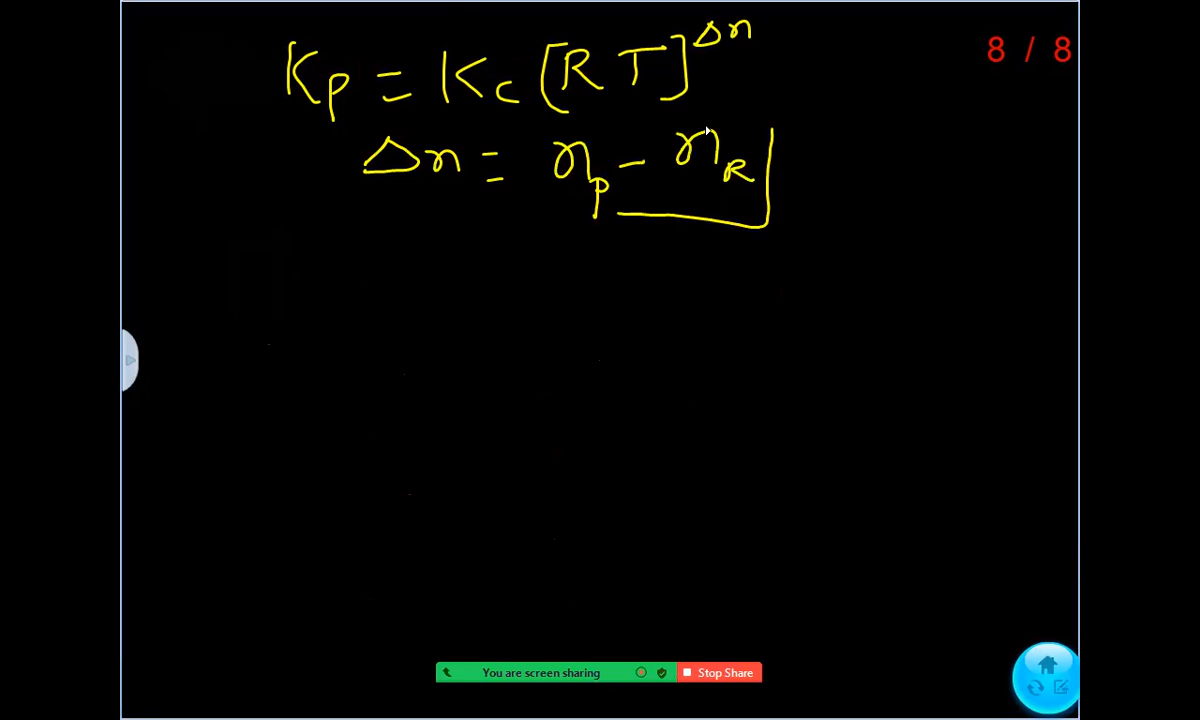 8 / 8
Kp = Kc [RT]^Δn
Δn = np - nR
You are screen sharing
Stop Share